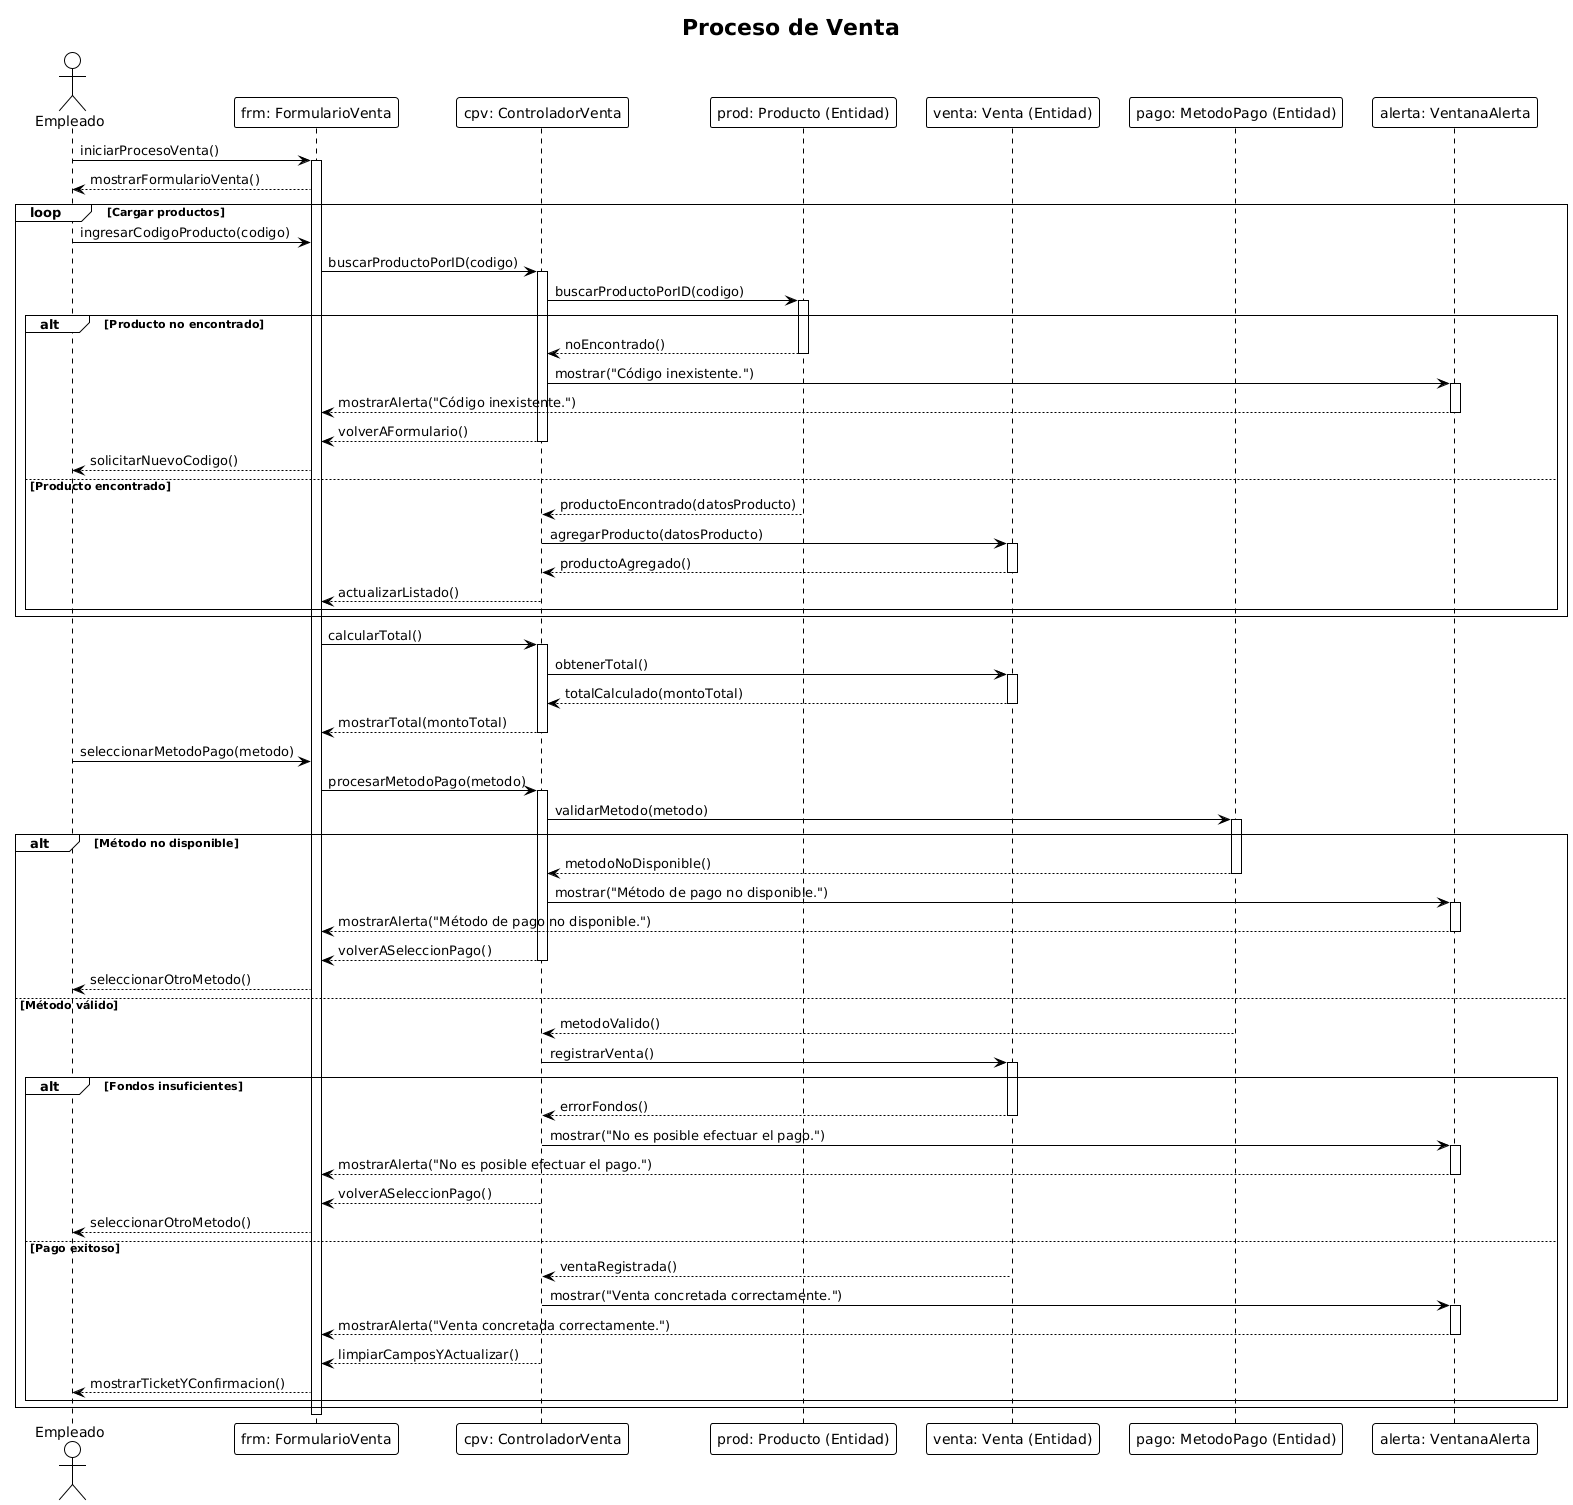 Proceso de Venta
Empleado
frm: FormularioVenta
cpv: ControladorVenta
prod: Producto (Entidad)
venta: Venta (Entidad)
pago: MetodoPago (Entidad)
alerta: VentanaAlerta
iniciarProcesoVenta()
mostrarFormularioVenta()
loop [Cargar productos]
ingresarCodigoProducto(codigo)
buscarProductoPorID(codigo)
buscarProductoPorID(codigo)
alt [Producto no encontrado]
noEncontrado()
mostrar("Código inexistente.")
mostrarAlerta("Código inexistente.")
volverAFormulario()
solicitarNuevoCodigo()
[Producto encontrado]
productoEncontrado(datosProducto)
agregarProducto(datosProducto)
productoAgregado()
actualizarListado()
calcularTotal()
obtenerTotal()
totalCalculado(montoTotal)
mostrarTotal(montoTotal)
seleccionarMetodoPago(metodo)
procesarMetodoPago(metodo)
validarMetodo(metodo)
alt [Método no disponible]
metodoNoDisponible()
mostrar("Método de pago no disponible.")
mostrarAlerta("Método de pago no disponible.")
volverASeleccionPago()
seleccionarOtroMetodo()
[Método válido]
metodoValido()
registrarVenta()
alt [Fondos insuficientes]
errorFondos()
mostrar("No es posible efectuar el pago.")
mostrarAlerta("No es posible efectuar el pago.")
volverASeleccionPago()
seleccionarOtroMetodo()
[Pago exitoso]
ventaRegistrada()
mostrar("Venta concretada correctamente.")
mostrarAlerta("Venta concretada correctamente.")
limpiarCamposYActualizar()
mostrarTicketYConfirmacion()
Empleado
frm: FormularioVenta
cpv: ControladorVenta
prod: Producto (Entidad)
venta: Venta (Entidad)
pago: MetodoPago (Entidad)
alerta: VentanaAlerta